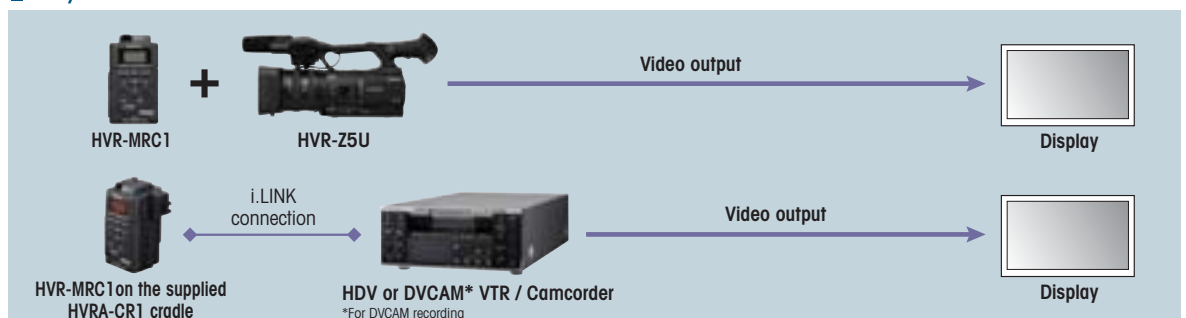 Video output
HVR-MRC1
+
HVR-Z5U
Display
i.LINK
connection
Video output
HVR-MRC1on the supplied
HVRA-CR1 cradle
HDV or DVCAM* VTR / Camcorder
*For DVCAM recording
Display